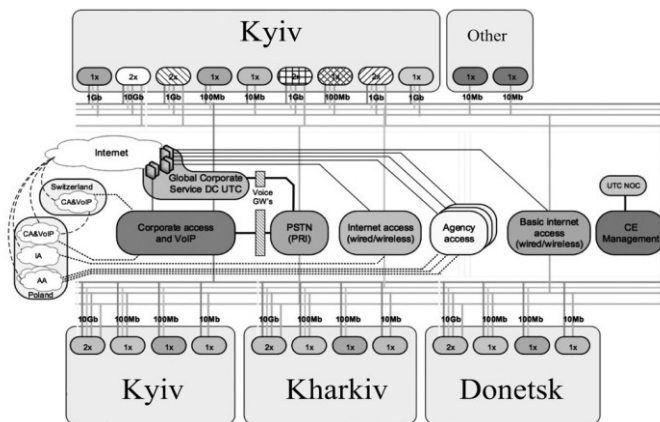 Kyiv
Other
1x 2x 2x 1x 1x 2x 1x 2x 1x
1x 1x
1Gb 10Gb 1Gb 100Mb 10Mb 1Gb 100Mb 1Gb 1Gb
10Mb 10Mb
Internet
Global Corporate
Service DC UTC
Voice
GW's
Switzerland
CA&VoIP
UTC NOC
CA&VoIP
IA
AA
Poland
Corporate access
and VoIP
PSTN
(PRI)
Internet access
(wired/wireless)
Agency
access
Basic Internet
access
(wired/wireless)
CE
Management
10Gb 100Mb 100Mb 10Mb
10Gb 100Mb 100Mb 10Mb
10Gb 100Mb 100Mb 10Mb
2x 1x 1x 1x
2x 1x 1x 1x
2x 1x 1x 1x
Kyiv
Kharkiv
Donetsk